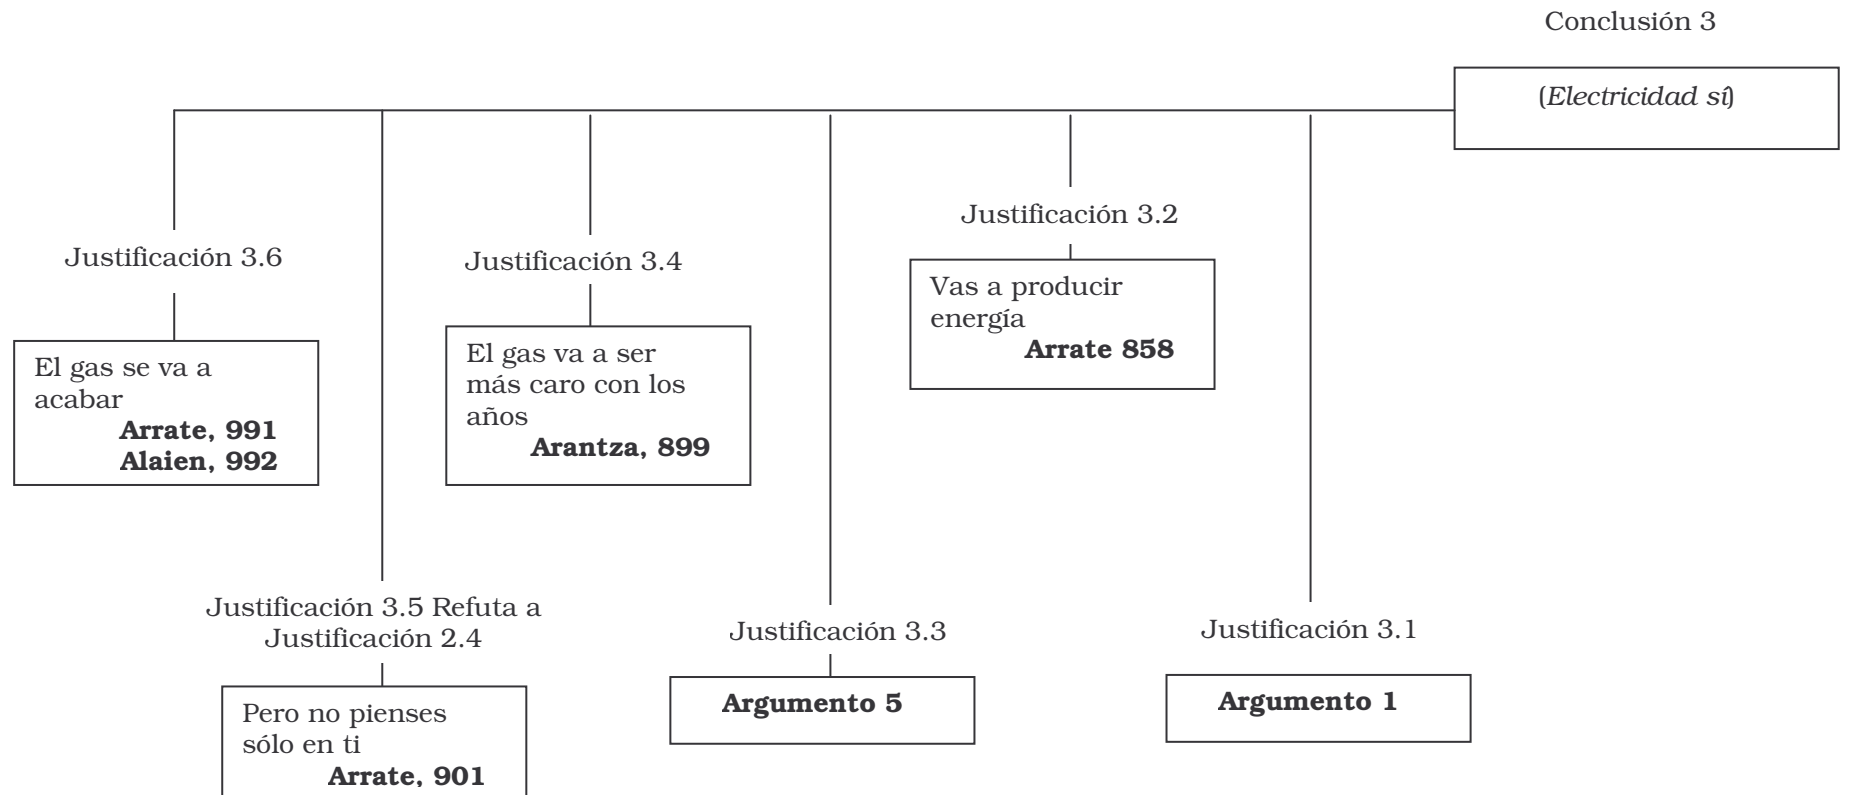 Conclusión 3
(Electricidad sí)
Justificación 3.6
El gas se va a
acabar
Arrate, 991
Alaien, 992
Justificación 3.5 Refuta a
Justificación 2.4
Pero no pienses
sólo en ti
Arrate, 901
Justificación 3.4
El gas va a ser
más caro con los
años
Arantza, 899
Justificación 3.3
Argumento 5
Justificación 3.2
Vas a producir
energía
Arrate 858
Justificación 3.1
Argumento 1